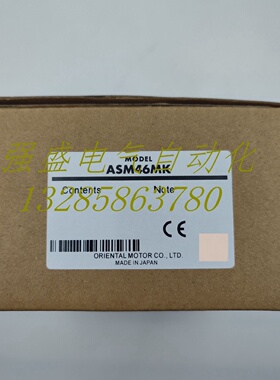 MODEL
ASM46MK
强盛电气自动化
Contents
Note
13285863780
CE
ORIENTAL MOTOR CO., LTD.
MADE IN JAPAN